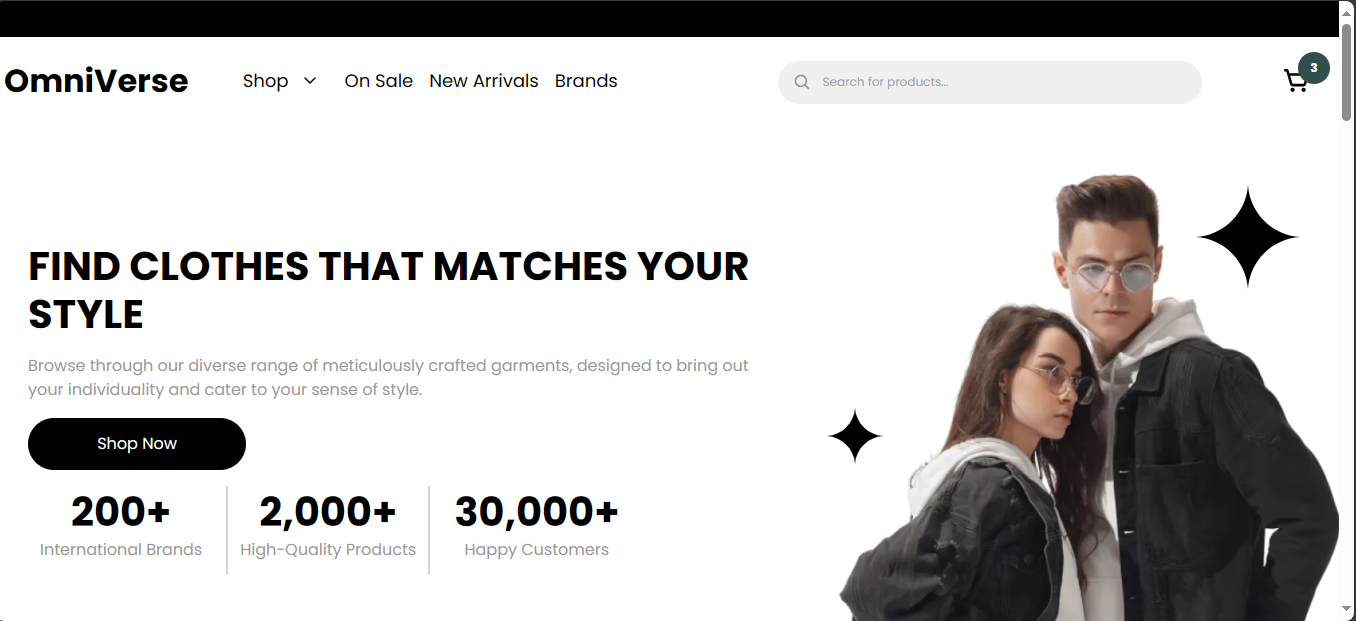 OmniVerse Shop On Sale New Arrivals Brands Search for products... 3
FIND CLOTHES THAT MATCHES YOUR
STYLE
Browse through our diverse range of meticulously crafted garments, designed to bring out
your individuality and cater to your sense of style.
Shop Now
200+ 2,000+ 30,000+
International Brands High-Quality Products Happy Customers